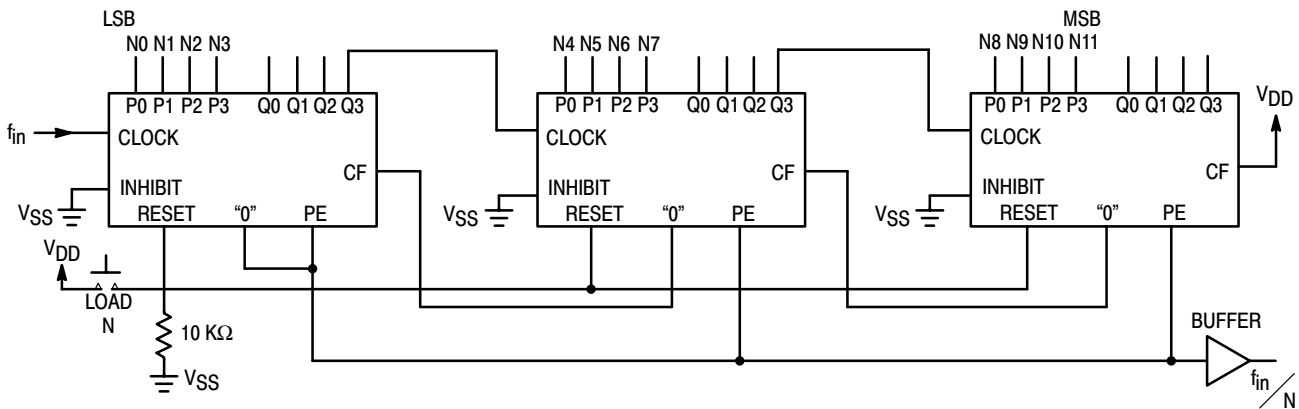 LSB MSB
N0 N1 N2 N3 N4 N5 N6 N7 N8 N9 N10 N11
P0 P1 P2 P3 Q0 Q1 Q2 Q3 P0 P1 P2 P3 Q0 Q1 Q2 Q3 P0 P1 P2 P3 Q0 Q1 Q2 Q3 VDD
fin CLOCK CLOCK CLOCK
CF CF CF
INHIBIT INHIBIT INHIBIT
VSS RESET “0” PE VSS RESET “0” PE VSS RESET “0” PE
VDD
LOAD
N
10 KΩ
VSS
BUFFER
fin/N